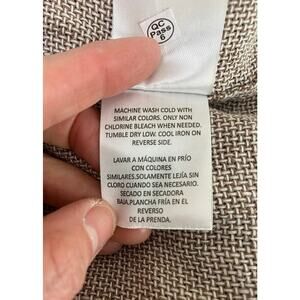 QC
Pass
6
MACHINE WASH COLD WITH
SIMILAR COLORS. ONLY NON
CHLORINE BLEACH WHEN NEEDED.
TUMBLE DRY LOW. COOL IRON ON
REVERSE SIDE.
LAVAR A MÁQUINA EN PRÍO
CON COLORES
SIMILARES.SOLAMENTE LEJÍA SIN
CLORO CUANDO SEA NECESARIO.
SECADO EN SECADORA
BAJA.PLANCHA FRÍA EN EL
REVERSO
DE LA PRENDA.